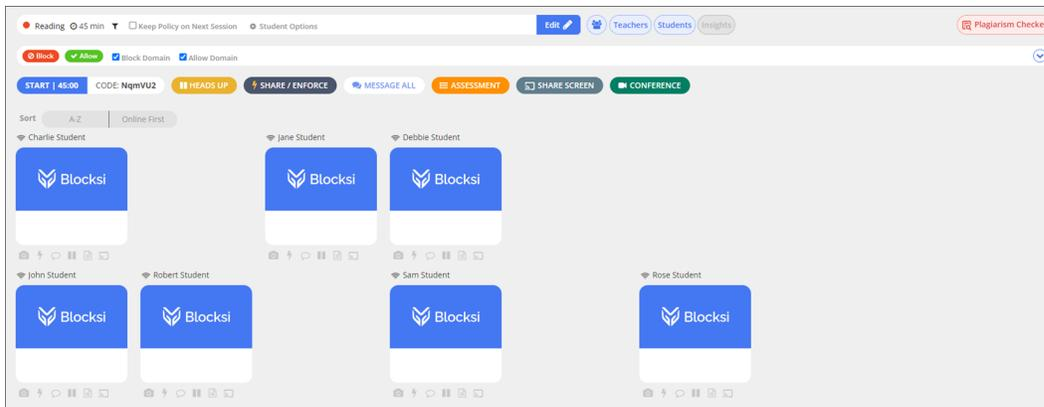 Reading 45 min Keep Policy on Next Session Student Options Edit Teachers Students Insights Plagiarism Checke
Block Allow Block Domain Allow Domain
START | 45:00 CODE: NqmVU2 HEADS UP SHARE / ENFORCE MESSAGE ALL ASSESSMENT SHARE SCREEN CONFERENCE
Sort A-Z Online First
Charlie Student Jane Student Debbie Student
Blocksi Blocksi Blocksi
John Student Robert Student Sam Student Rose Student
Blocksi Blocksi Blocksi Blocksi